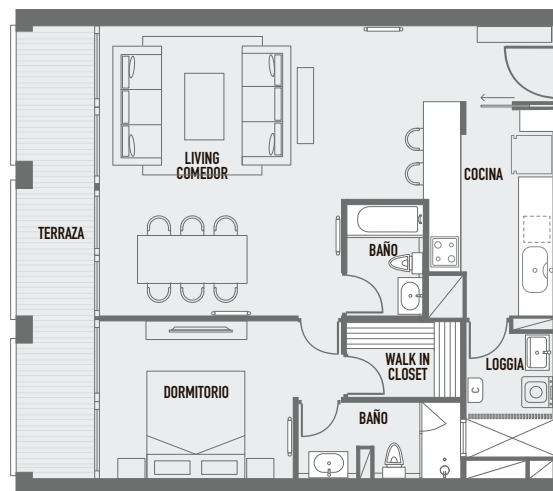 LIVING
COMEDOR
COCINA
TERRAZA
BAÑO
WALK IN
CLOSET
LOGGIA
DORMITORIO
C
BAÑO